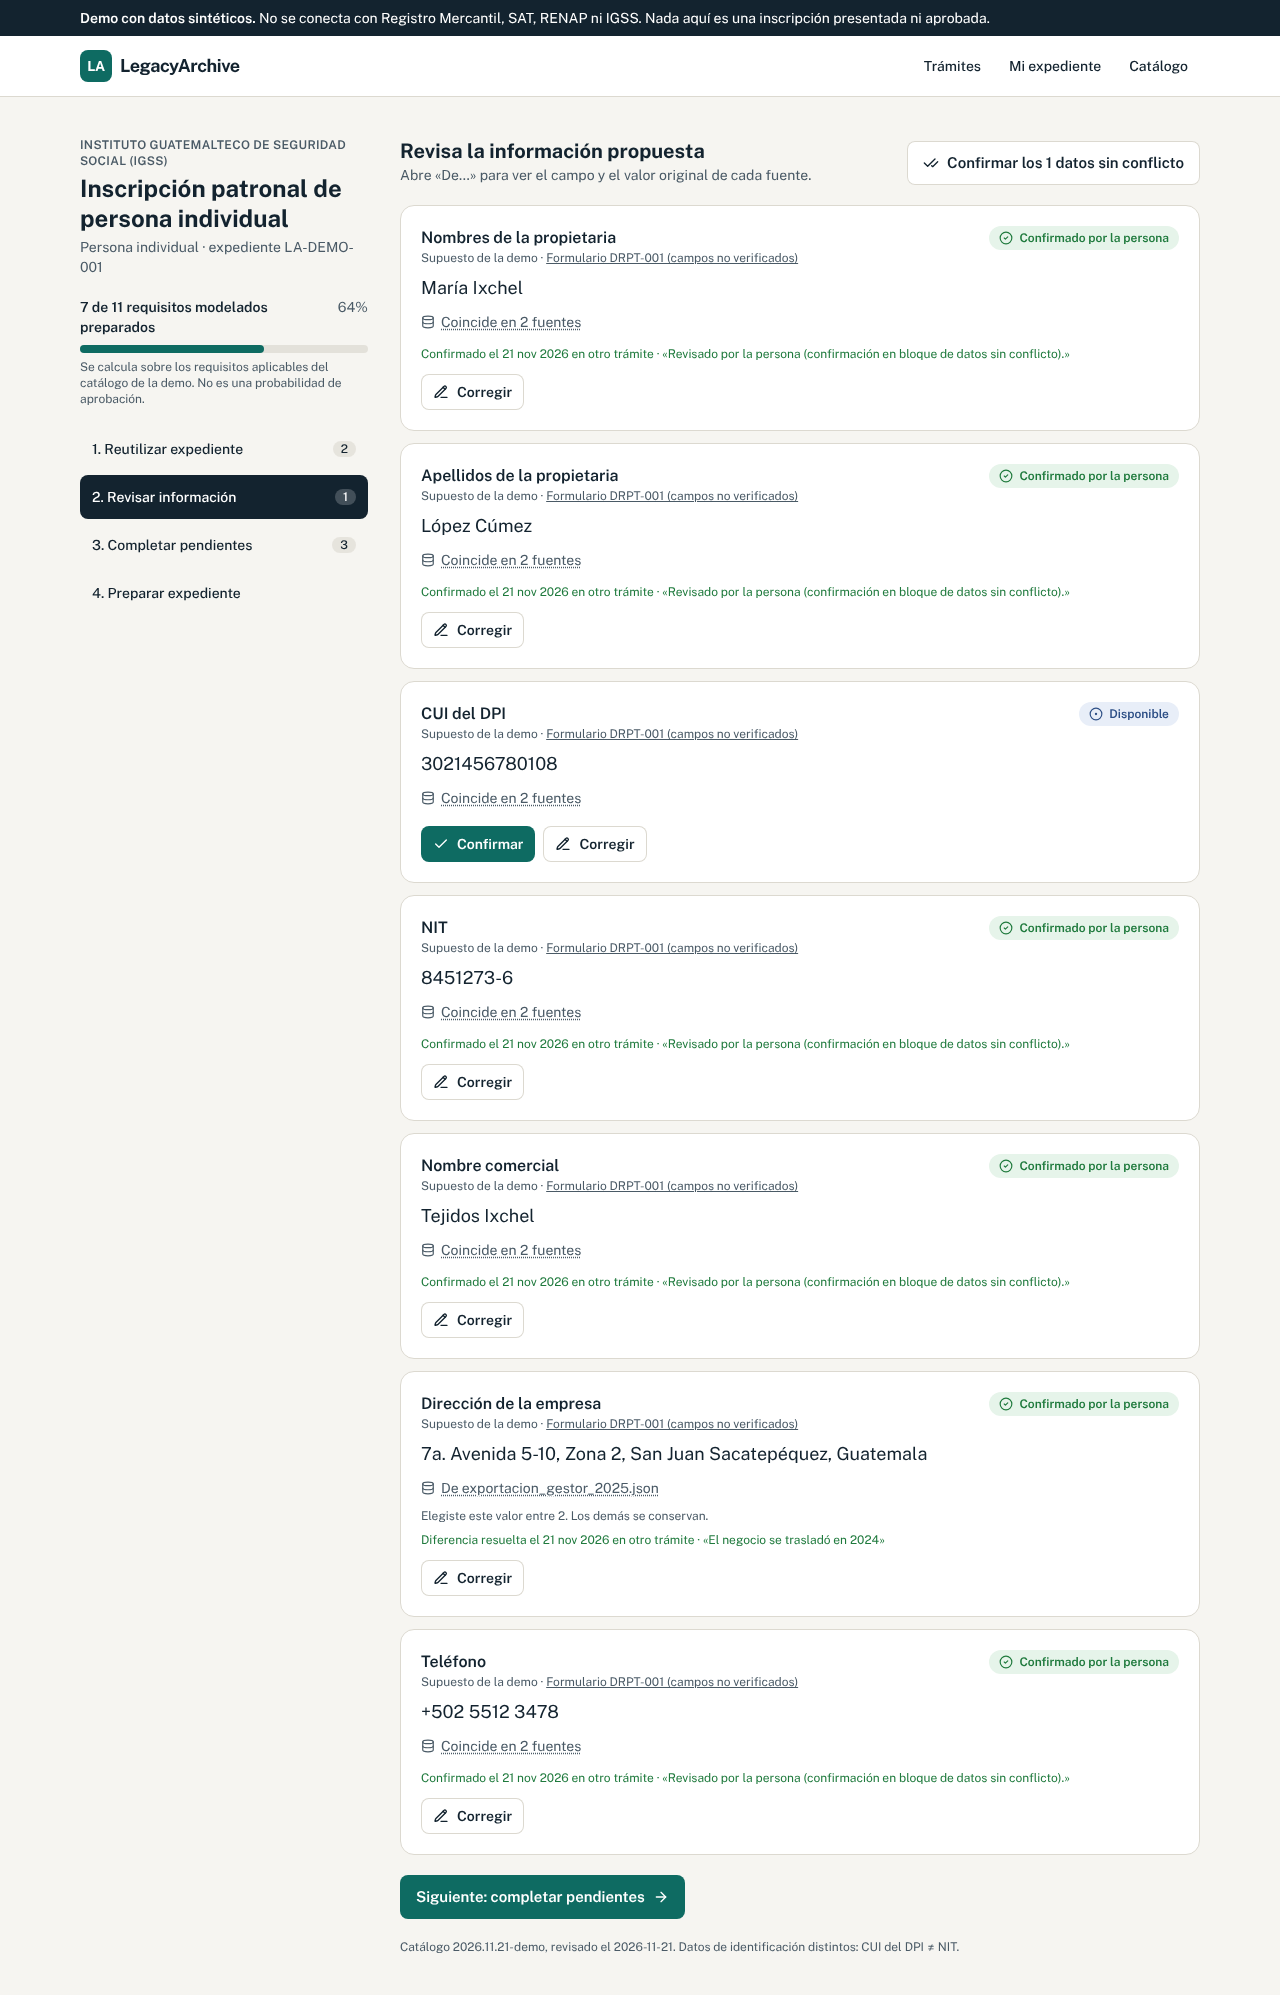 Demo con datos sintéticos. No se conecta con Registro Mercantil, SAT, RENAP ni IGSS. Nada aquí es una inscripción presentada ni aprobada.
LA LegacyArchive
Trámites
Mi expediente
Catálogo
INSTITUTO GUATEMALTECO DE SEGURIDAD
SOCIAL (IGSS)
Inscripción patronal de
persona individual
Persona individual · expediente LA-DEMO-
001
7 de 11 requisitos modelados
preparados
64%
Se calcula sobre los requisitos aplicables del
catálogo de la demo. No es una probabilidad de
aprobación.
1. Reutilizar expediente 2
2. Revisar información 1
3. Completar pendientes 3
4. Preparar expediente
Revisa la información propuesta
Abre «De...» para ver el campo y el valor original de cada fuente.
Confirmar los 1 datos sin conflicto
Nombres de la propietaria
Confirmado por la persona
Supuesto de la demo · Formulario DRPT-001 (campos no verificados)
María Ixchel
Coincide en 2 fuentes
Confirmado el 21 nov 2026 en otro trámite · «Revisado por la persona (confirmación en bloque de datos sin conflicto).»
Corregir
Apellidos de la propietaria
Confirmado por la persona
Supuesto de la demo · Formulario DRPT-001 (campos no verificados)
López Cúmez
Coincide en 2 fuentes
Confirmado el 21 nov 2026 en otro trámite · «Revisado por la persona (confirmación en bloque de datos sin conflicto).»
Corregir
CUI del DPI
Disponible
Supuesto de la demo · Formulario DRPT-001 (campos no verificados)
3021456780108
Coincide en 2 fuentes
Confirmar
Corregir
NIT
Confirmado por la persona
Supuesto de la demo · Formulario DRPT-001 (campos no verificados)
8451273-6
Coincide en 2 fuentes
Confirmado el 21 nov 2026 en otro trámite · «Revisado por la persona (confirmación en bloque de datos sin conflicto).»
Corregir
Nombre comercial
Confirmado por la persona
Supuesto de la demo · Formulario DRPT-001 (campos no verificados)
Tejidos Ixchel
Coincide en 2 fuentes
Confirmado el 21 nov 2026 en otro trámite · «Revisado por la persona (confirmación en bloque de datos sin conflicto).»
Corregir
Dirección de la empresa
Confirmado por la persona
Supuesto de la demo · Formulario DRPT-001 (campos no verificados)
7a. Avenida 5-10, Zona 2, San Juan Sacatepéquez, Guatemala
De exportacion_gestor_2025.json
Elegiste este valor entre 2. Los demás se conservan.
Diferencia resuelta el 21 nov 2026 en otro trámite · «El negocio se trasladó en 2024»
Corregir
Teléfono
Confirmado por la persona
Supuesto de la demo · Formulario DRPT-001 (campos no verificados)
+502 5512 3478
Coincide en 2 fuentes
Confirmado el 21 nov 2026 en otro trámite · «Revisado por la persona (confirmación en bloque de datos sin conflicto).»
Corregir
Siguiente: completar pendientes →
Catálogo 2026.11.21-demo, revisado el 2026-11-21. Datos de identificación distintos: CUI del DPI ≠ NIT.